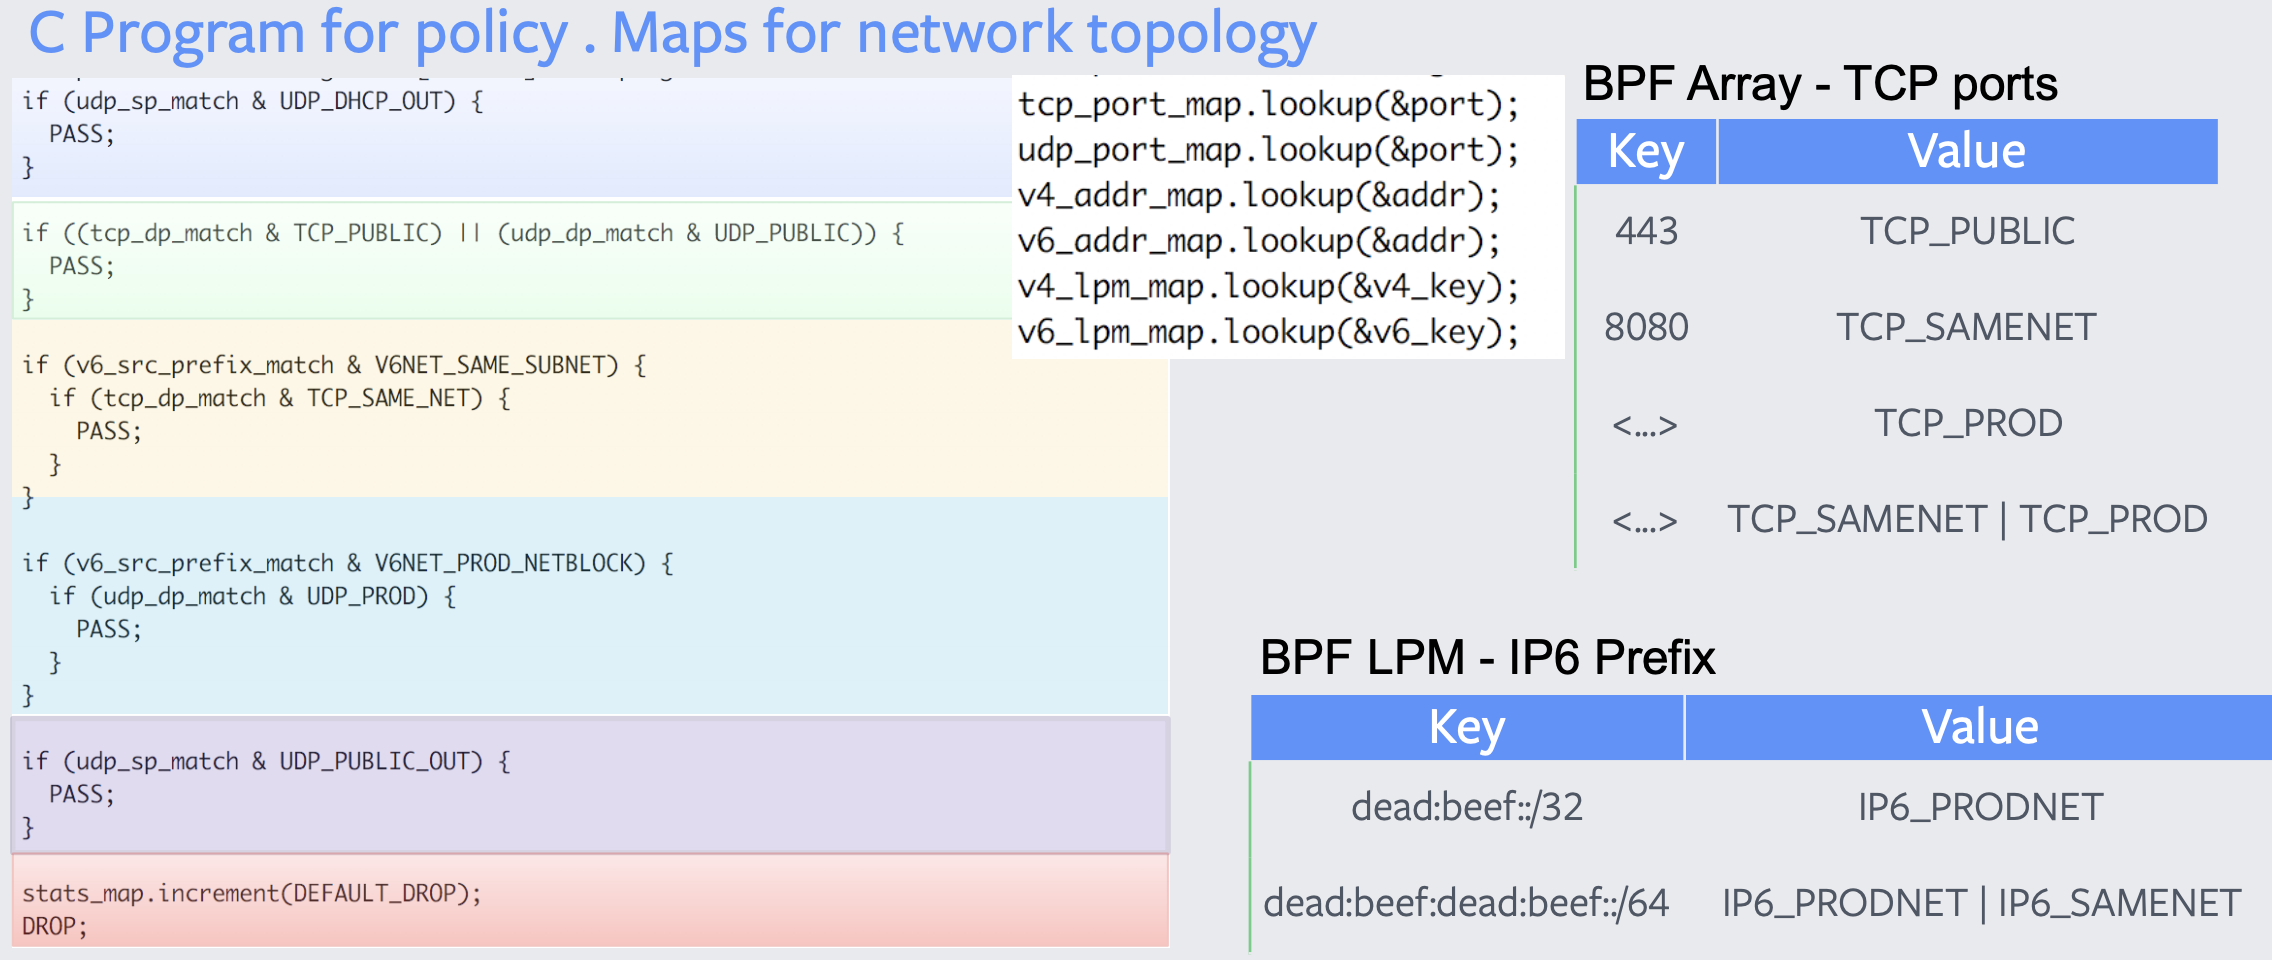 C Program for policy . Maps for network topology
if (udp_sp_match & UDP_DHCP_OUT) {
PASS;
}
if ((tcp_dp_match & TCP_PUBLIC) || (udp_dp_match & UDP_PUBLIC)) {
PASS;
}
if (v6_src_prefix_match & V6NET_SAME_SUBNET) {
if (tcp_dp_match & TCP_SAME_NET) {
PASS;
}
}
if (v6_src_prefix_match & V6NET_PROD_NETBLOCK) {
if (udp_dp_match & UDP_PROD) {
PASS;
}
}
if (udp_sp_match & UDP_PUBLIC_OUT) {
PASS;
}
stats_map.increment(DEFAULT_DROP);
DROP;
tcp_port_map.lookup(&port);
udp_port_map.lookup(&port);
v4_addr_map.lookup(&addr);
v6_addr_map.lookup(&addr);
v4_lpm_map.lookup(&v4_key);
v6_lpm_map.lookup(&v6_key);
BPF Array - TCP ports
Key Value
443 TCP_PUBLIC
8080 TCP_SAMENET
<...> TCP_PROD
<...> TCP_SAMENET | TCP_PROD
BPF LPM - IP6 Prefix
Key Value
dead:beef::/32 IP6_PRODNET
dead:beef:dead:beef::/64 IP6_PRODNET | IP6_SAMENET